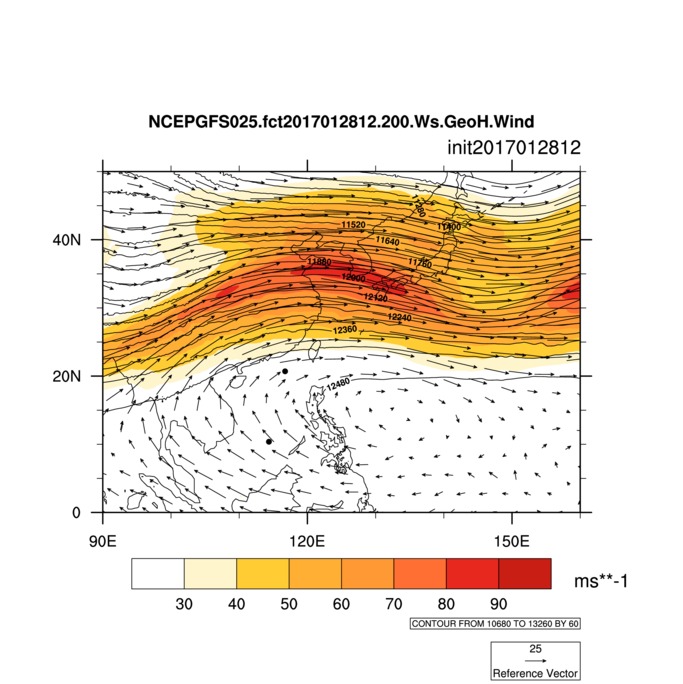 NCEPGFS025.fct2017012812.200.Ws.GeoH.Wind
init2017012812
11280
11520
11400
11640
40N
11880
11760
12000
12120
12240
12360
20N
12480
0
90E 120E 150E
ms**-1
30 40 50 60 70 80 90
CONTOUR FROM 10680 TO 13260 BY 60
25
Reference Vector